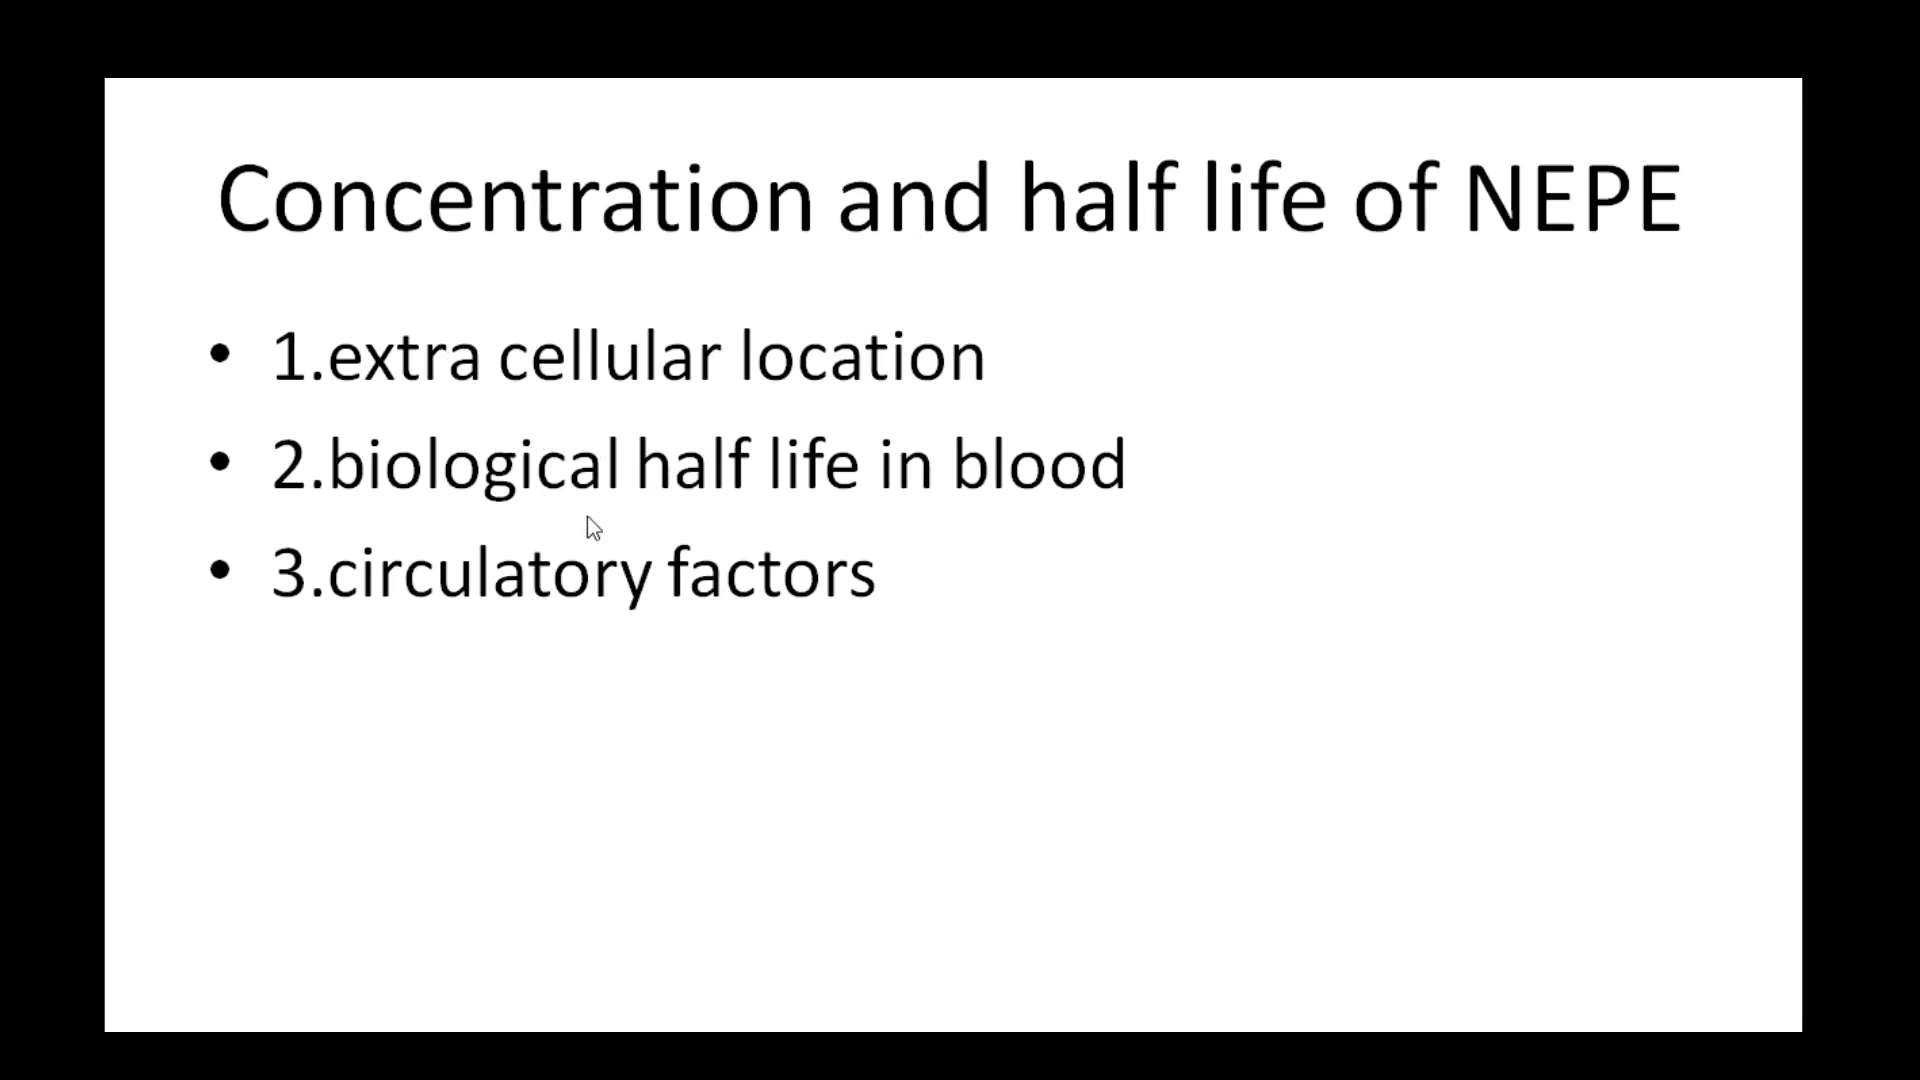 Concentration and half life of NEPE
• 1.extra cellular location
• 2.biological half life in blood
• 3.circulatory factors